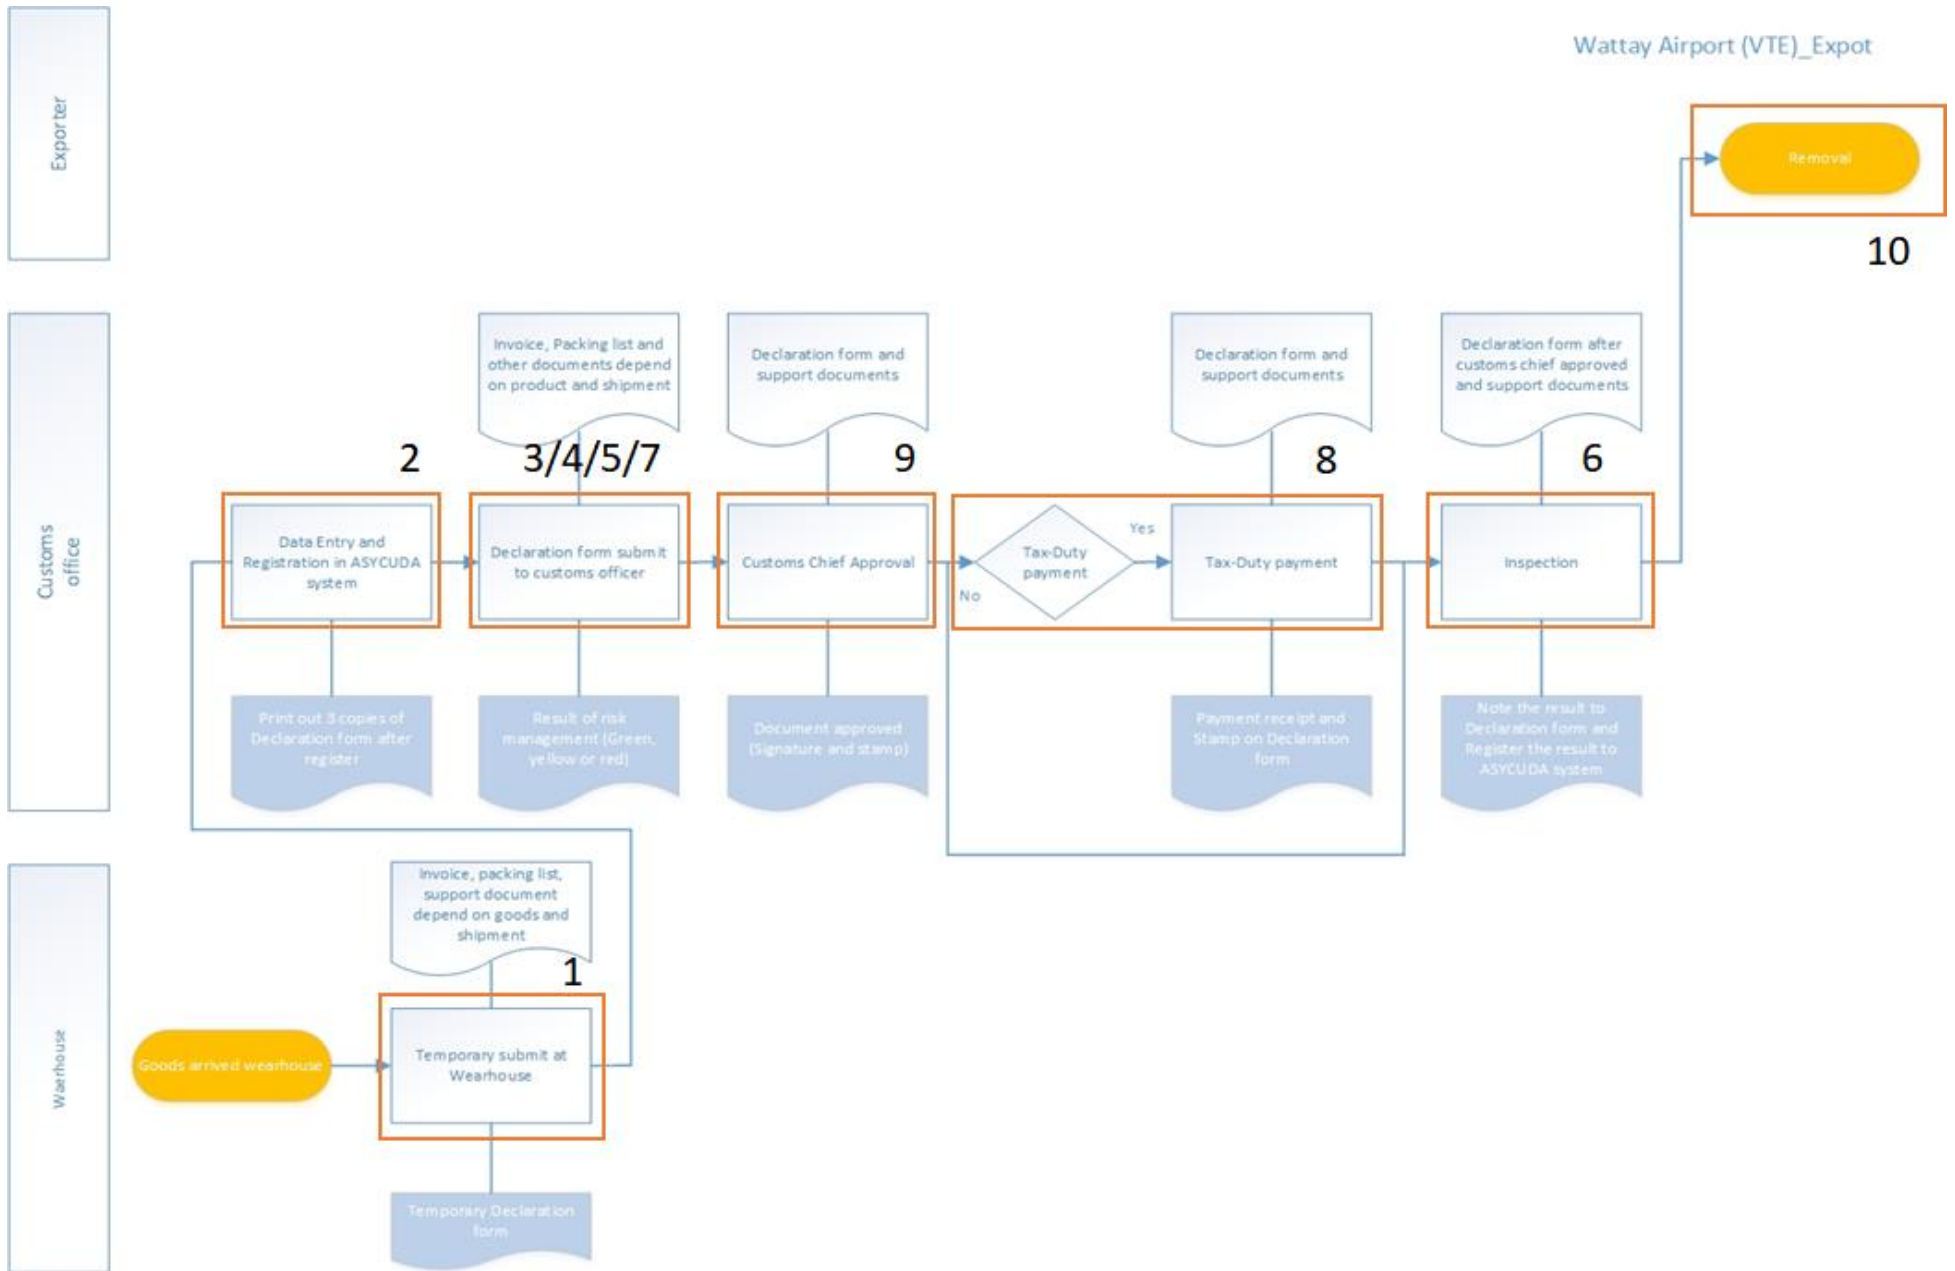 Wattay Airport (VTE)_Expot
Exporter
Removal
10
Customs
office
Invoice, Packing list and
other documents depend
on product and shipment
Declaration form and
support documents
Declaration form and
support documents
Declaration form after
customs chief approved
and support documents
2
3/4/5/7
9
8
6
Data Entry and
Registration in ASYCUDA
system
Declaration form submit
to customs officer
Customs Chief Approval
Tax-Duty
payment
Yes
No
Tax-Duty payment
Inspection
Print out 3 copies of
Declaration form after
register
Result of risk
management (Green,
yellow or red)
Document approved
(Signature and stamp)
Payment receipt and
Stamp on Declaration
form
Note the result to
Declaration form and
Register the result to
ASYCUDA system
Waerhouse
Invoice, packing list,
support document
depend on goods and
shipment
1
Goods arrived wearhouse
Temporary submit at
Wearhouse
Temporary Declaration
form